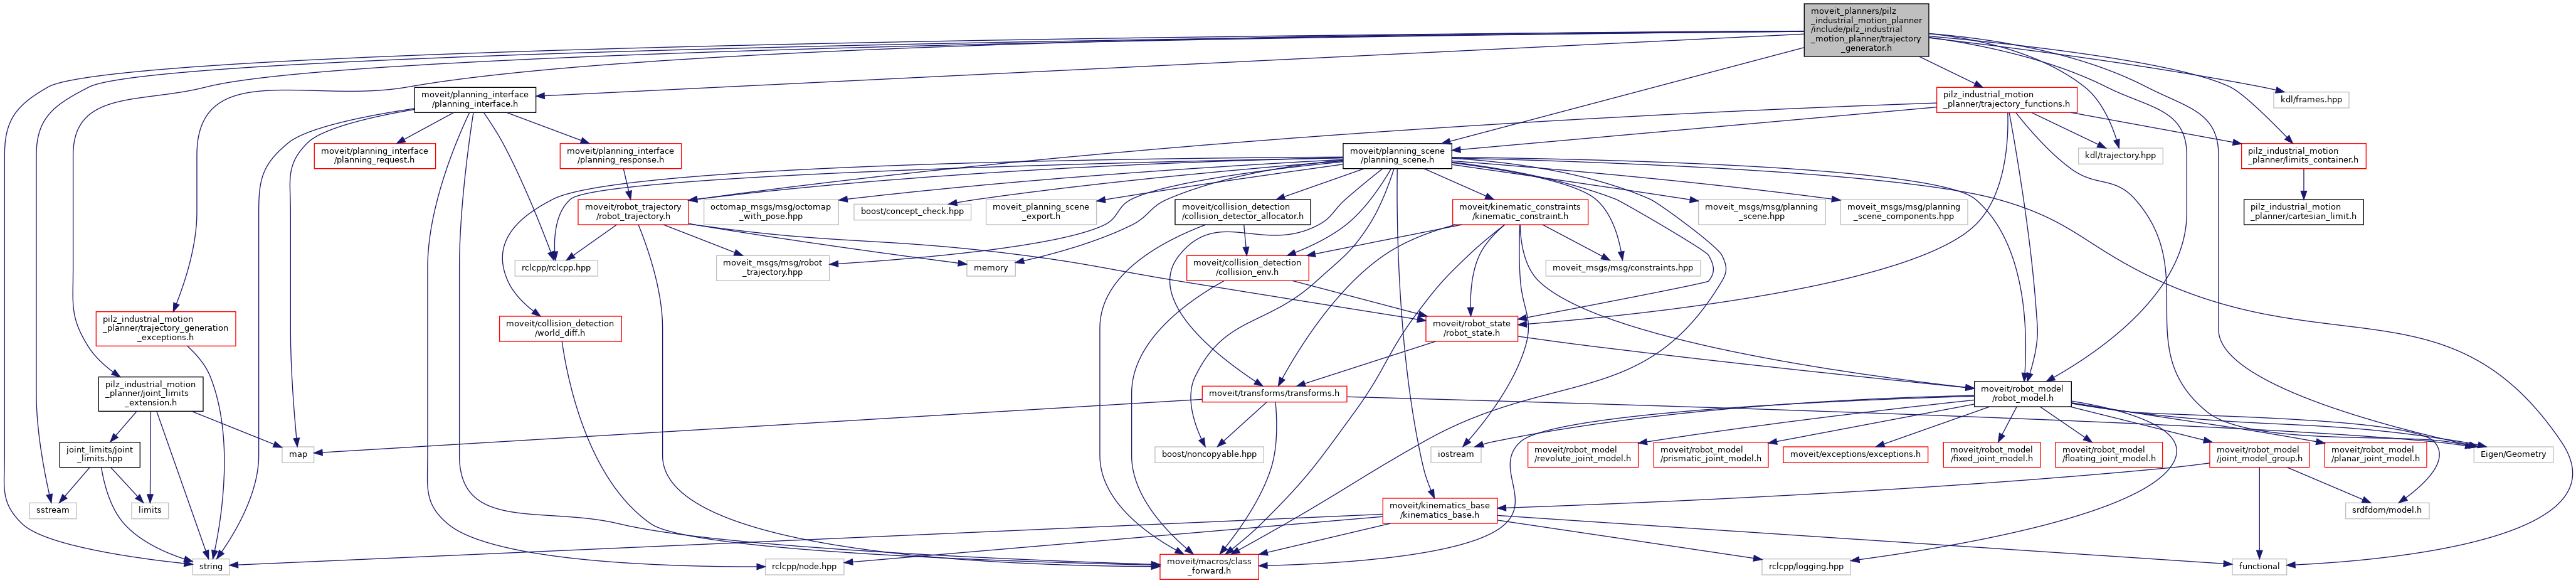 moveit_planners/pilz
_industrial_motion_planner
/include/pilz_industrial
_motion_planner/trajectory
_generator.h
moveit/planning_interface
/planning_interface.h
pilz_industrial_motion
_planner/trajectory_functions.h
kdl/frames.hpp
moveit/planning_interface
/planning_request.h
moveit/planning_interface
/planning_response.h
moveit/planning_scene
/planning_scene.h
kdl/trajectory.hpp
pilz_industrial_motion
_planner/limits_container.h
moveit/robot_trajectory
/robot_trajectory.h
octomap_msgs/msg/octomap
_with_pose.hpp
boost/concept_check.hpp
moveit_planning_scene
_export.h
moveit/collision_detection
/collision_detector_allocator.h
moveit/kinematic_constraints
/kinematic_constraint.h
moveit_msgs/msg/planning
_scene.hpp
moveit_msgs/msg/planning
_scene_components.hpp
pilz_industrial_motion
_planner/cartesian_limit.h
rclcpp/rclcpp.hpp
moveit_msgs/msg/robot
_trajectory.hpp
memory
moveit/collision_detection
/collision_env.h
moveit_msgs/msg/constraints.hpp
pilz_industrial_motion
_planner/trajectory_generation
_exceptions.h
moveit/collision_detection
/world_diff.h
moveit/robot_state
/robot_state.h
pilz_industrial_motion
_planner/joint_limits
_extension.h
moveit/transforms/transforms.h
moveit/robot_model
/robot_model.h
joint_limits/joint
_limits.hpp
map
boost/noncopyable.hpp
iostream
moveit/robot_model
/revolute_joint_model.h
moveit/robot_model
/prismatic_joint_model.h
moveit/exceptions/exceptions.h
moveit/robot_model
/fixed_joint_model.h
moveit/robot_model
/floating_joint_model.h
moveit/robot_model
/joint_model_group.h
moveit/robot_model
/planar_joint_model.h
Eigen/Geometry
sstream
limits
moveit/kinematics_base
/kinematics_base.h
srdfdom/model.h
string
rclcpp/node.hpp
moveit/macros/class
_forward.h
rclcpp/logging.hpp
functional